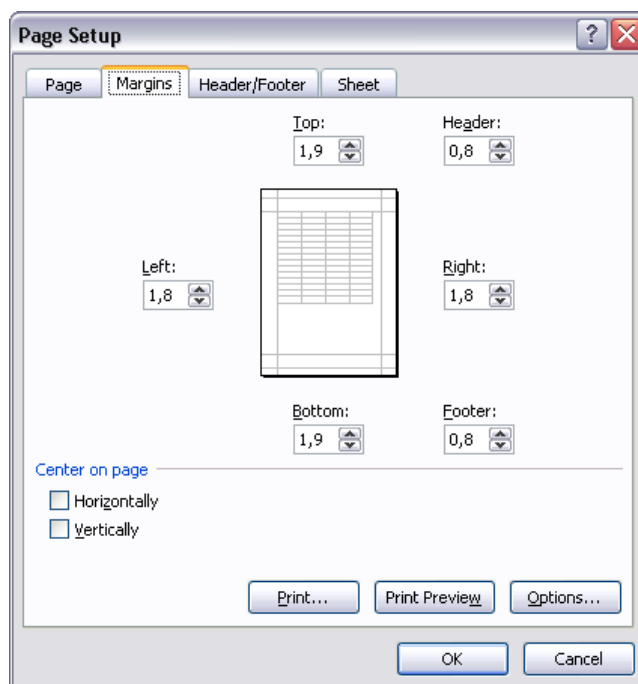 Page Setup
Page Margins Header/Footer Sheet
Top: Header:
1,9 0,8
Left: Right:
1,8 1,8
Bottom: Footer:
1,9 0,8
Center on page
Horizontally
Vertically
Print... Print Preview Options...
OK Cancel